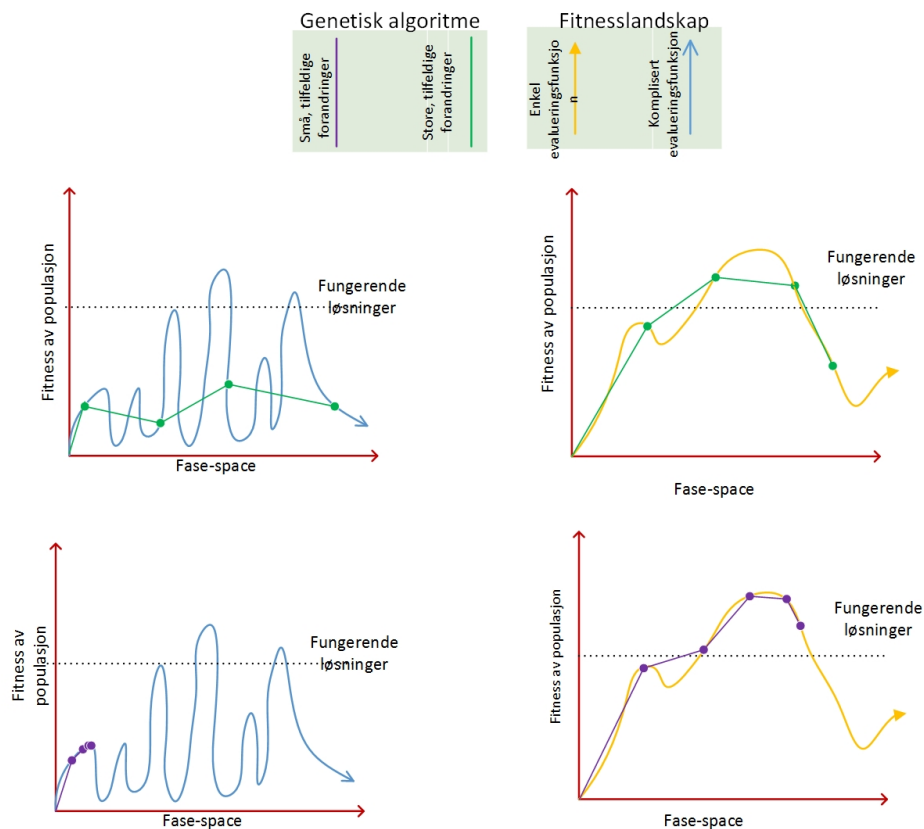 Genetisk algoritme
Fitnesslandskap
Små, tilfeldige
forandringer
Store, tilfeldige
forandringer
Enkel
evalueringsfunksjo
n
Komplisert
evalueringsfunksjon
Fitness av populasjon
Fungerende
løsninger
Fase-space
Fitness av populasjon
Fungerende
løsninger
Fase-space
Fitness av
populasjon
Fungerende
løsninger
Fase-space
Fitness av populasjon
Fungerende
løsninger
Fase-space